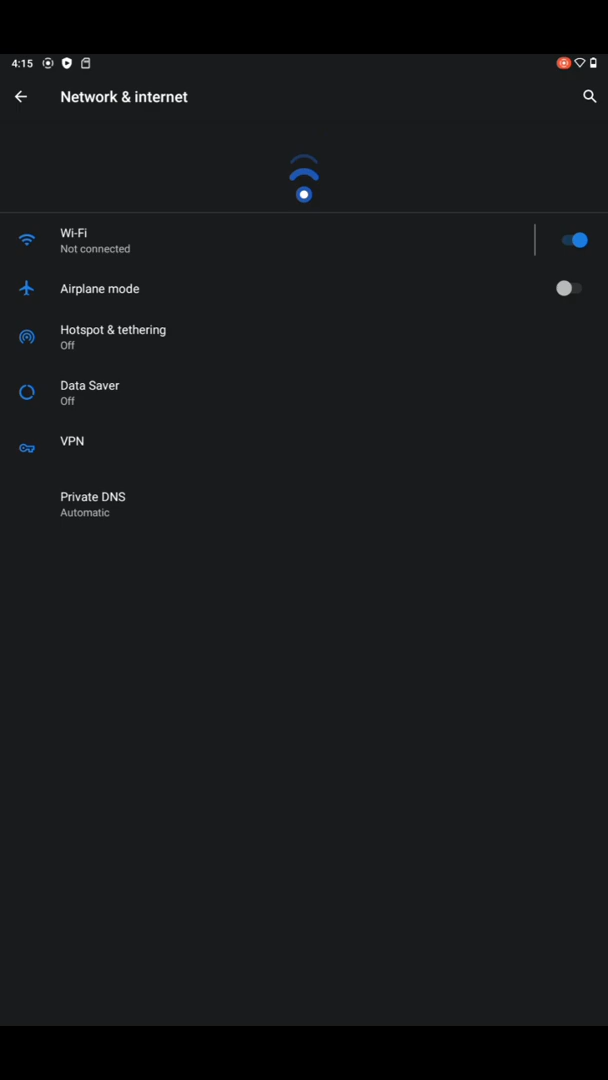 4:15
Network & internet
Wi-Fi
Not connected
Airplane mode
Hotspot & tethering
Off
Data Saver
Off
VPN
Private DNS
Automatic